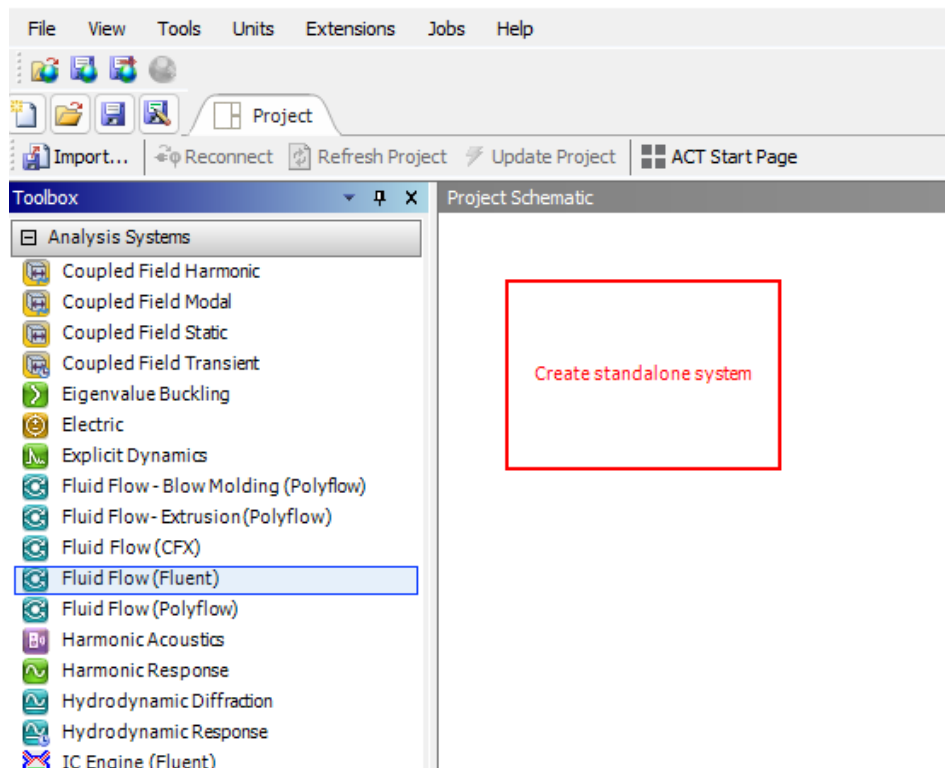 File View Tools Units Extensions Jobs Help
Project
Import... Reconnect Refresh Project Update Project ACT Start Page
Toolbox
Project Schematic
Analysis Systems
Coupled Field Harmonic
Coupled Field Modal
Coupled Field Static
Coupled Field Transient
Eigenvalue Buckling
Electric
Explicit Dynamics
Fluid Flow - Blow Molding (Polyflow)
Fluid Flow- Extrusion (Polyflow)
Fluid Flow (CFX)
Fluid Flow (Fluent)
Fluid Flow (Polyflow)
Harmonic Acoustics
Harmonic Response
Hydrodynamic Diffraction
Hydrodynamic Response
IC Engine (Fluent)
Create standalone system